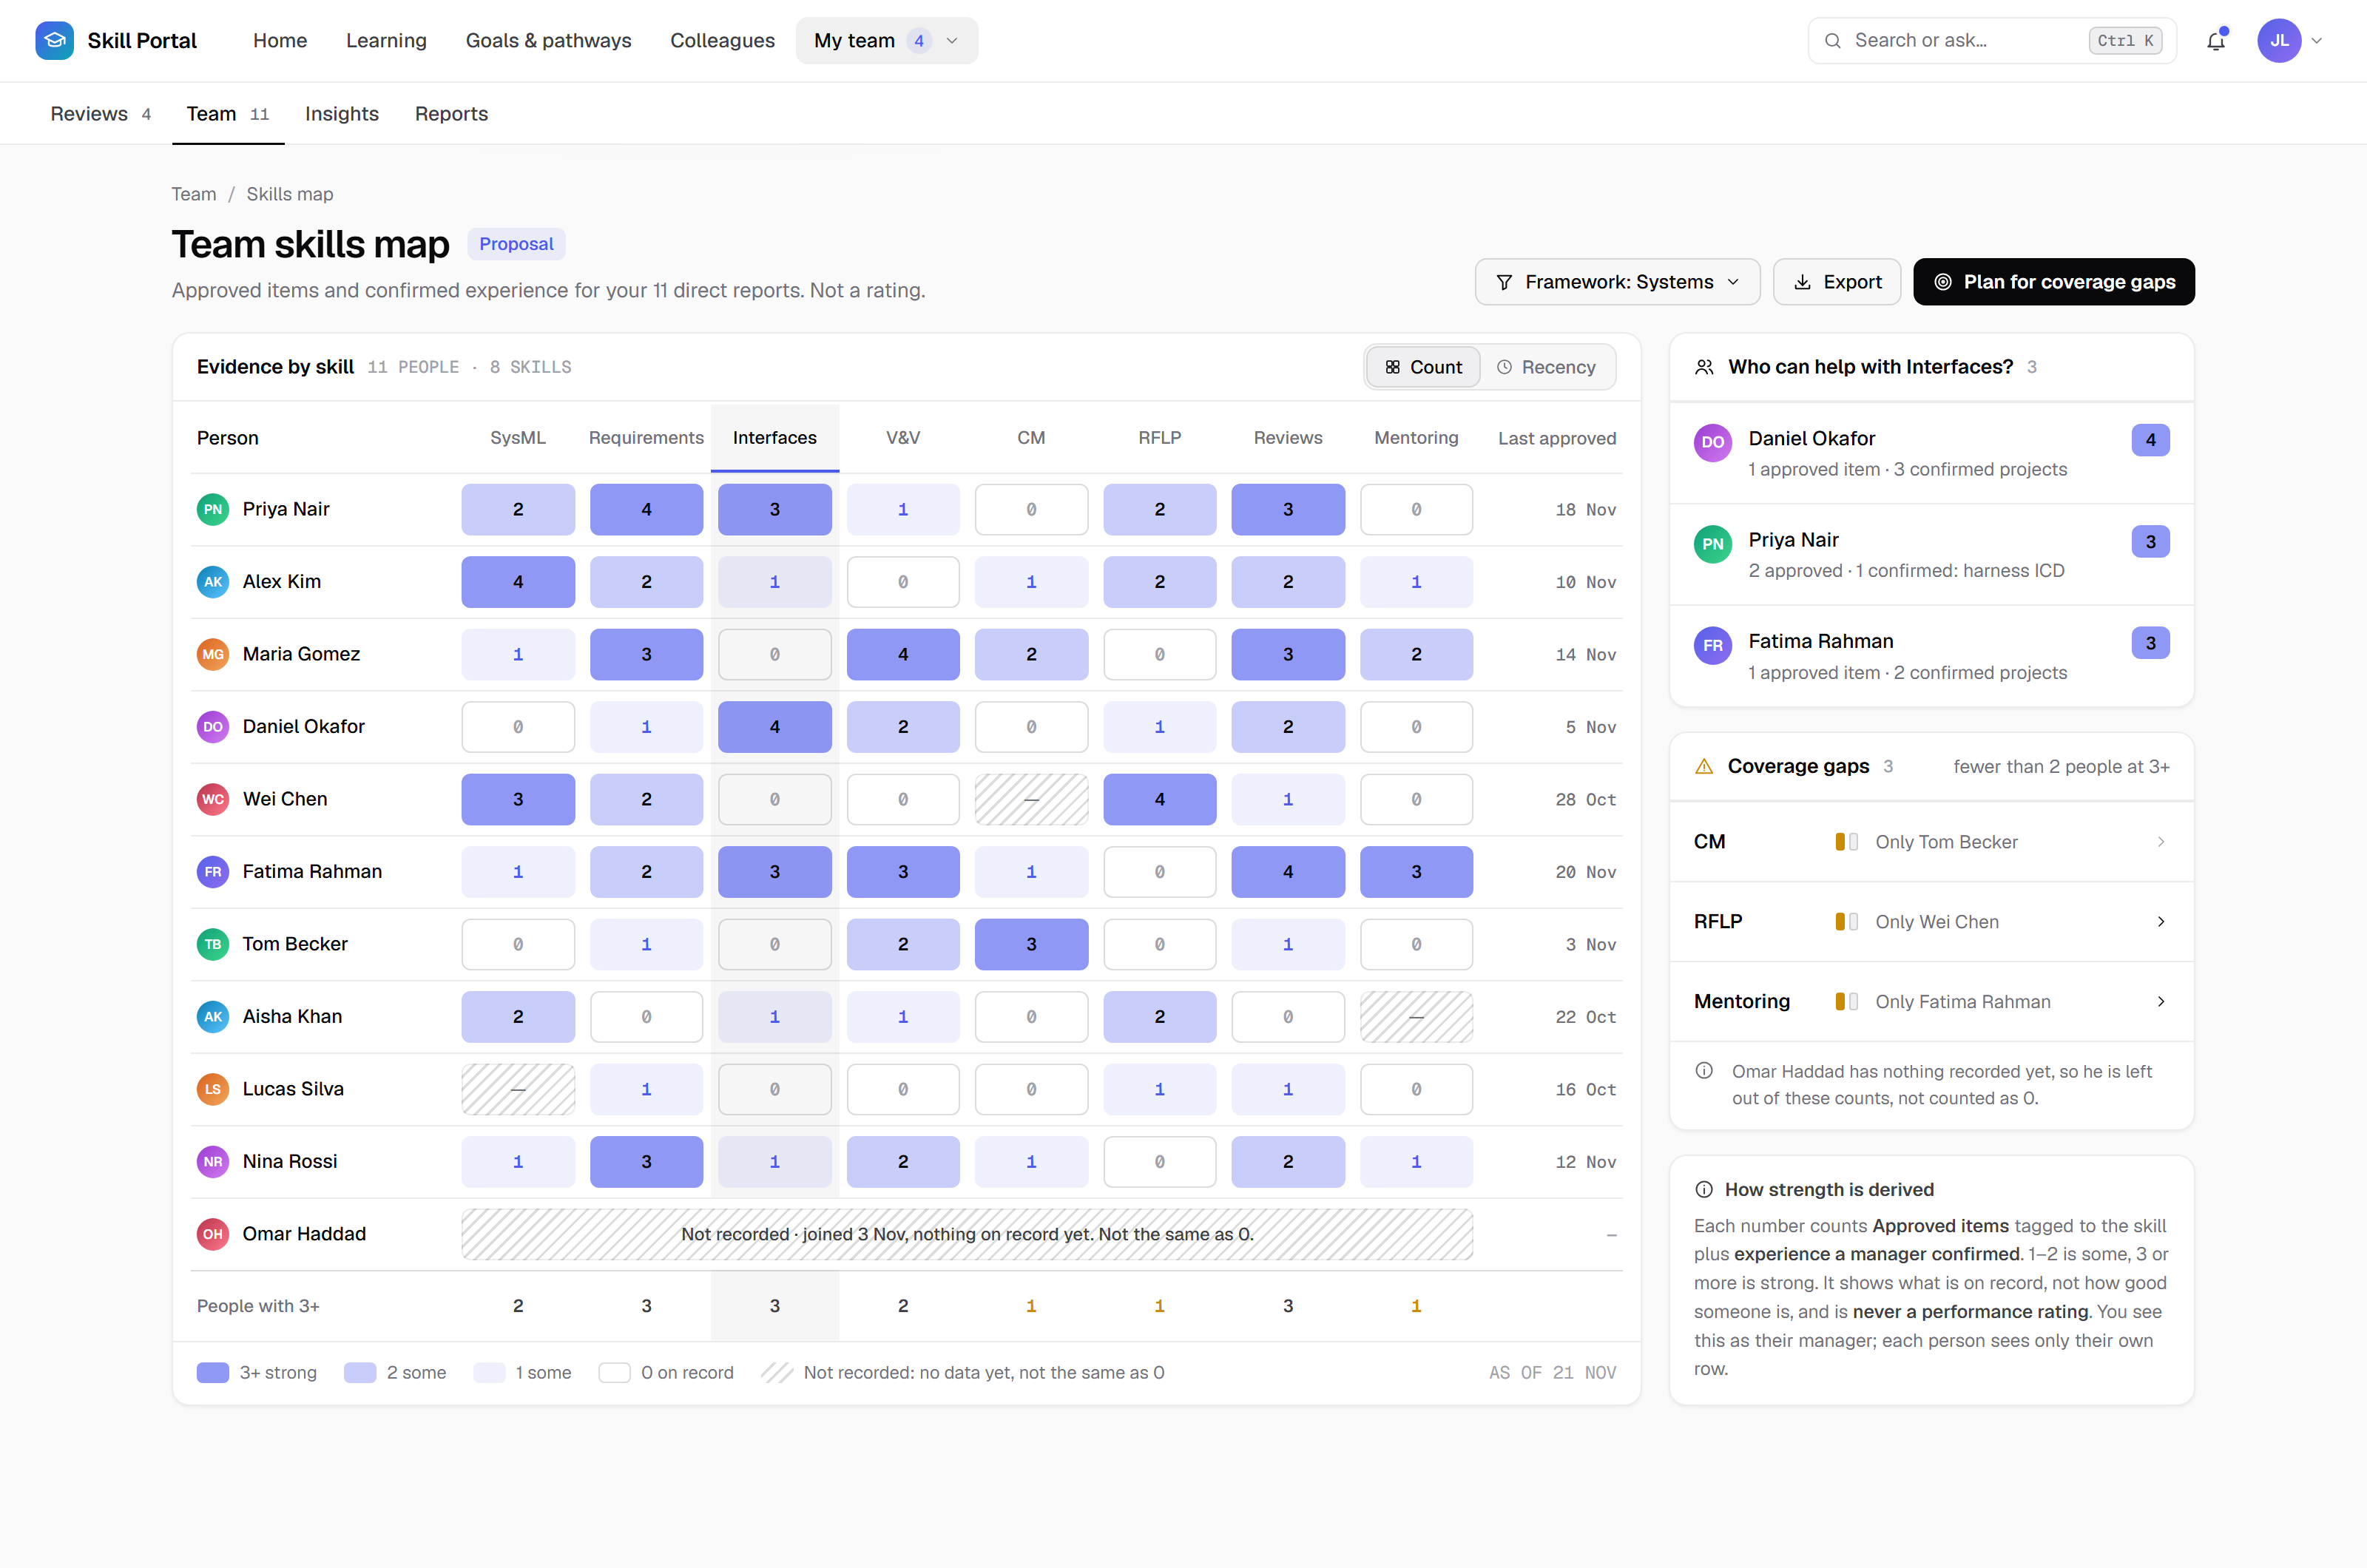 Skill Portal Home Learning Goals & pathways Colleagues My team 4 Search or ask... Ctrl K JL
Reviews 4 Team 11 Insights Reports
Team / Skills map
Team skills map Proposal
Approved items and confirmed experience for your 11 direct reports. Not a rating.
Framework: Systems Export Plan for coverage gaps
Evidence by skill 11 PEOPLE · 8 SKILLS Count Recency
Person SysML Requirements Interfaces V&V CM RFLP Reviews Mentoring Last approved
PN Priya Nair 2 4 3 1 0 2 3 0 18 Nov
AK Alex Kim 4 2 1 0 1 2 2 1 10 Nov
MG Maria Gomez 1 3 0 4 2 0 3 2 14 Nov
DO Daniel Okafor 0 1 4 2 0 1 2 0 5 Nov
WC Wei Chen 3 2 0 0 — 4 1 0 28 Oct
FR Fatima Rahman 1 2 3 3 1 0 4 3 20 Nov
TB Tom Becker 0 1 0 2 3 0 1 0 3 Nov
AK Aisha Khan 2 0 1 1 0 2 0 — 22 Oct
LS Lucas Silva — 1 0 0 0 1 1 0 16 Oct
NR Nina Rossi 1 3 1 2 1 0 2 1 12 Nov
OH Omar Haddad Not recorded · joined 3 Nov, nothing on record yet. Not the same as 0. –
People with 3+ 2 3 3 2 1 1 3 1
3+ strong 2 some 1 some 0 on record Not recorded: no data yet, not the same as 0 AS OF 21 NOV
Who can help with Interfaces? 3
DO Daniel Okafor 4
1 approved item · 3 confirmed projects
PN Priya Nair 3
2 approved · 1 confirmed: harness ICD
FR Fatima Rahman 3
1 approved item · 2 confirmed projects
Coverage gaps 3 fewer than 2 people at 3+
CM Only Tom Becker
RFLP Only Wei Chen
Mentoring Only Fatima Rahman
Omar Haddad has nothing recorded yet, so he is left
out of these counts, not counted as 0.
How strength is derived
Each number counts Approved items tagged to the skill
plus experience a manager confirmed. 1–2 is some, 3 or
more is strong. It shows what is on record, not how good
someone is, and is never a performance rating. You see
this as their manager; each person sees only their own
row.